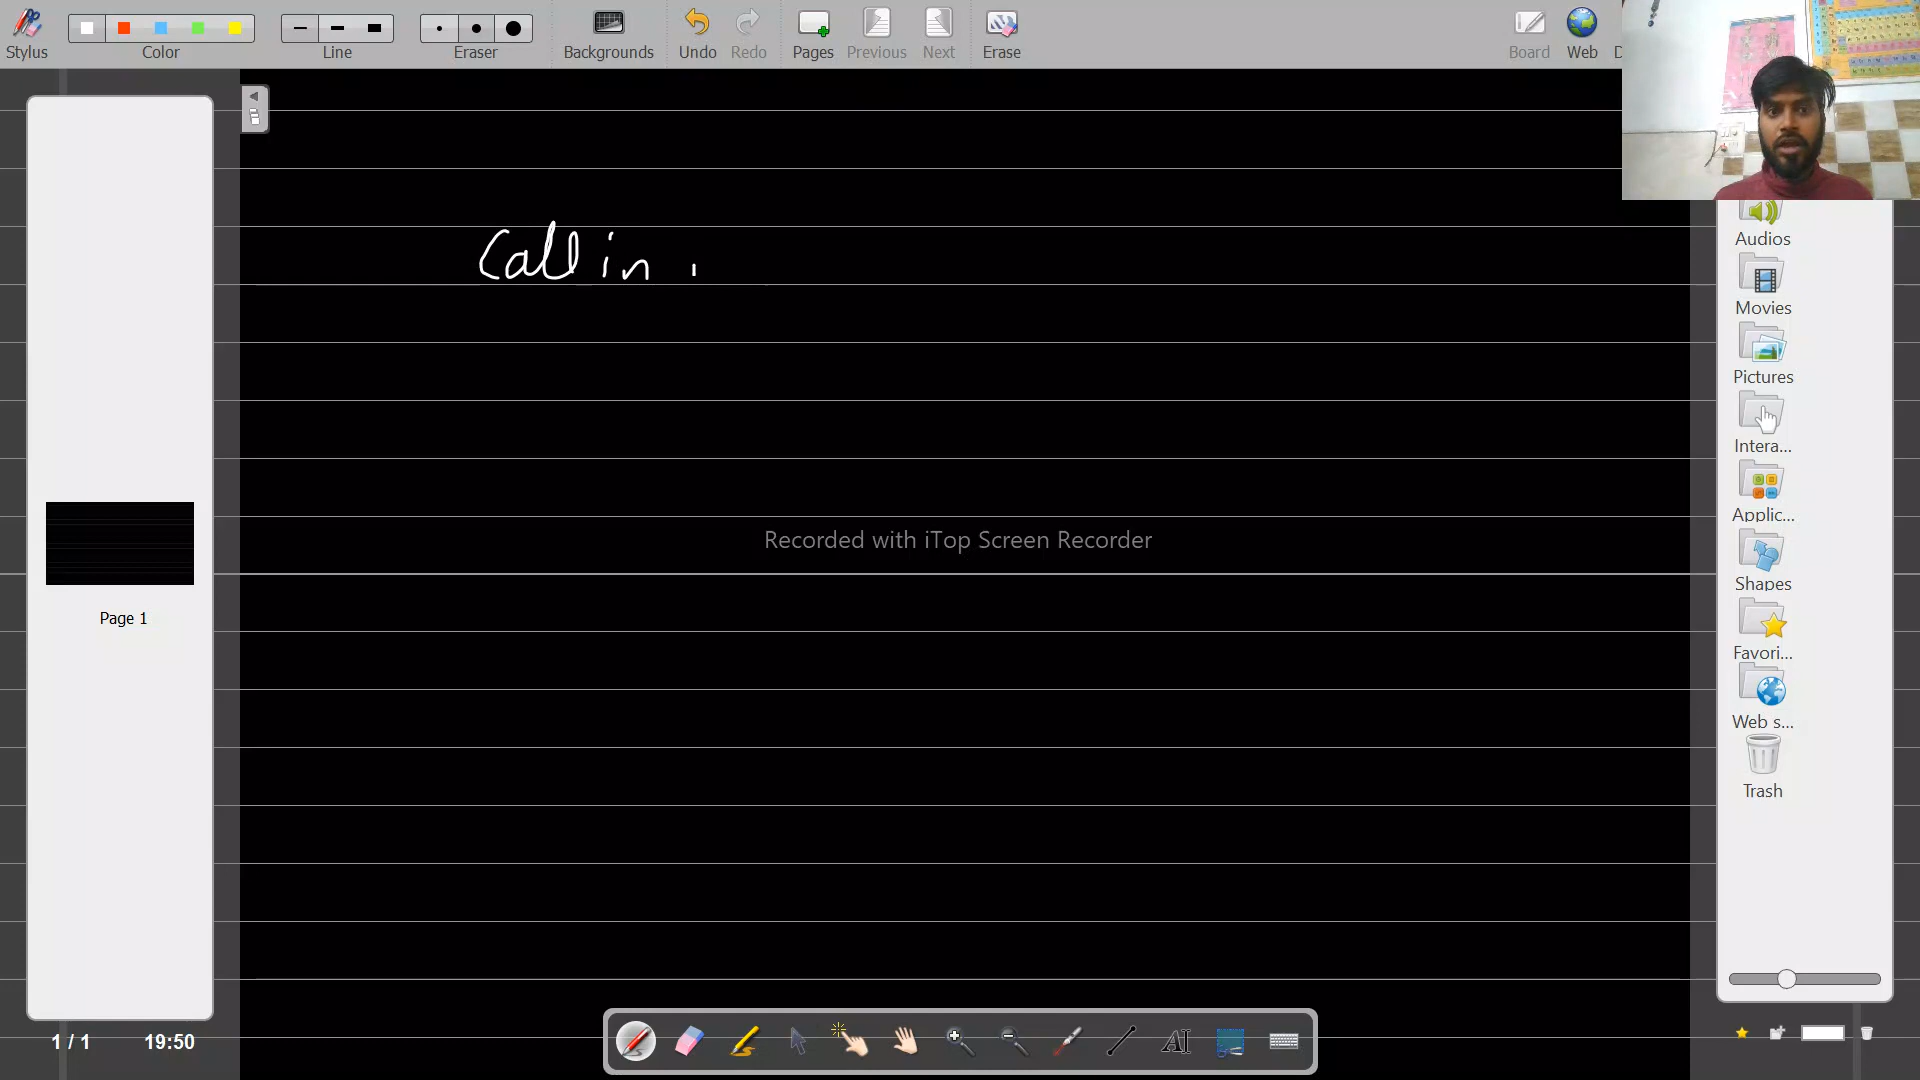 Stylus
Color
Line
Eraser
Backgrounds
Undo
Redo
Pages
Previous
Next
Erase
Board
Web
D
Call in
Audios
Movies
Pictures
Intera...
Applic...
Recorded with iTop Screen Recorder
Shapes
Page 1
Favori...
Web s...
Trash
1 / 1
19:50